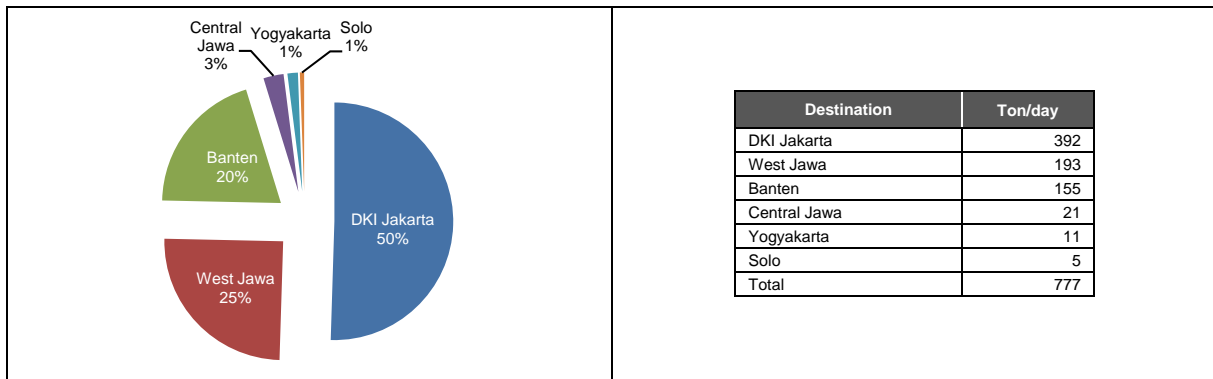 Central
Jawa
3%
Yogyakarta
1%
Solo
1%
Banten
20%
DKI Jakarta
50%
West Jawa
25%
Destination Ton/day
DKI Jakarta 392
West Jawa 193
Banten 155
Central Jawa 21
Yogyakarta 11
Solo 5
Total 777